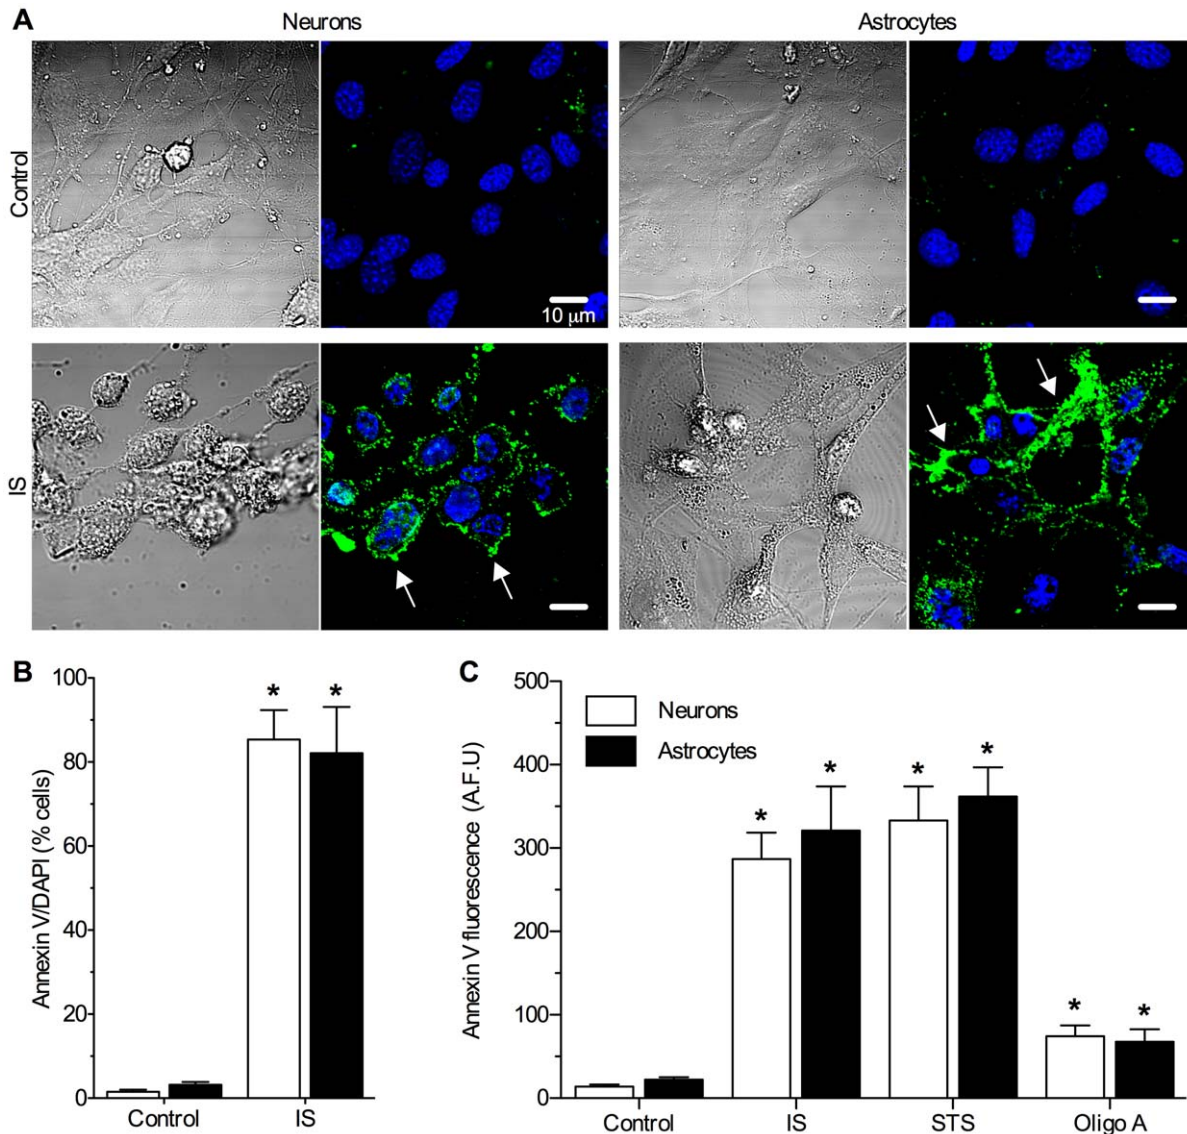 A
Neurons
Astrocytes
Control
10 μm
IS
B
Annexin V/DAPI (% cells)
100
80
60
40
20
0
*
*
Control
IS
C
Annexin V fluorescence (A.F.U)
500
400
300
200
100
0
Neurons
Astrocytes
*
*
*
*
*
*
Control
IS
STS
Oligo A